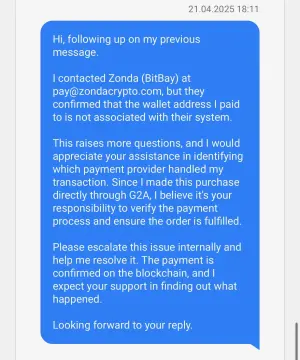 21.04.2025 18:11
Hi, following up on my previous
message.
I contacted Zonda (BitBay) at
pay@zondacrypto.com, but they
confirmed that the wallet address I paid
to is not associated with their system.
This raises more questions, and I would
appreciate your assistance in identifying
which payment provider handled my
transaction. Since I made this purchase
directly through G2A, I believe it's your
responsibility to verify the payment
process and ensure the order is fulfilled.
Please escalate this issue internally and
help me resolve it. The payment is
confirmed on the blockchain, and I
expect your support in finding out what
happened.
Looking forward to your reply.